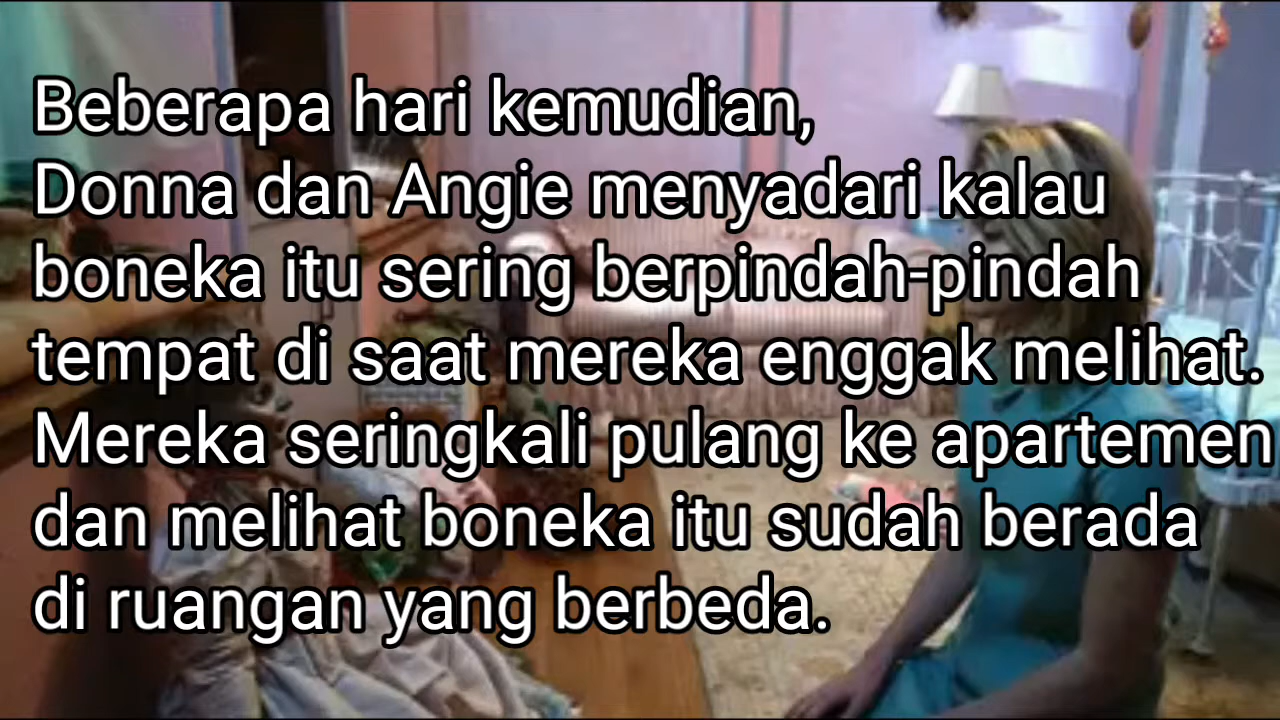 Beberapa hari kemudian,
Donna dan Angie menyadari kalau
boneka itu sering berpindah-pindah
tempat di saat mereka enggak melihat.
Mereka seringkali pulang ke apartemen
dan melihat boneka itu sudah berada
di ruangan yang berbeda.